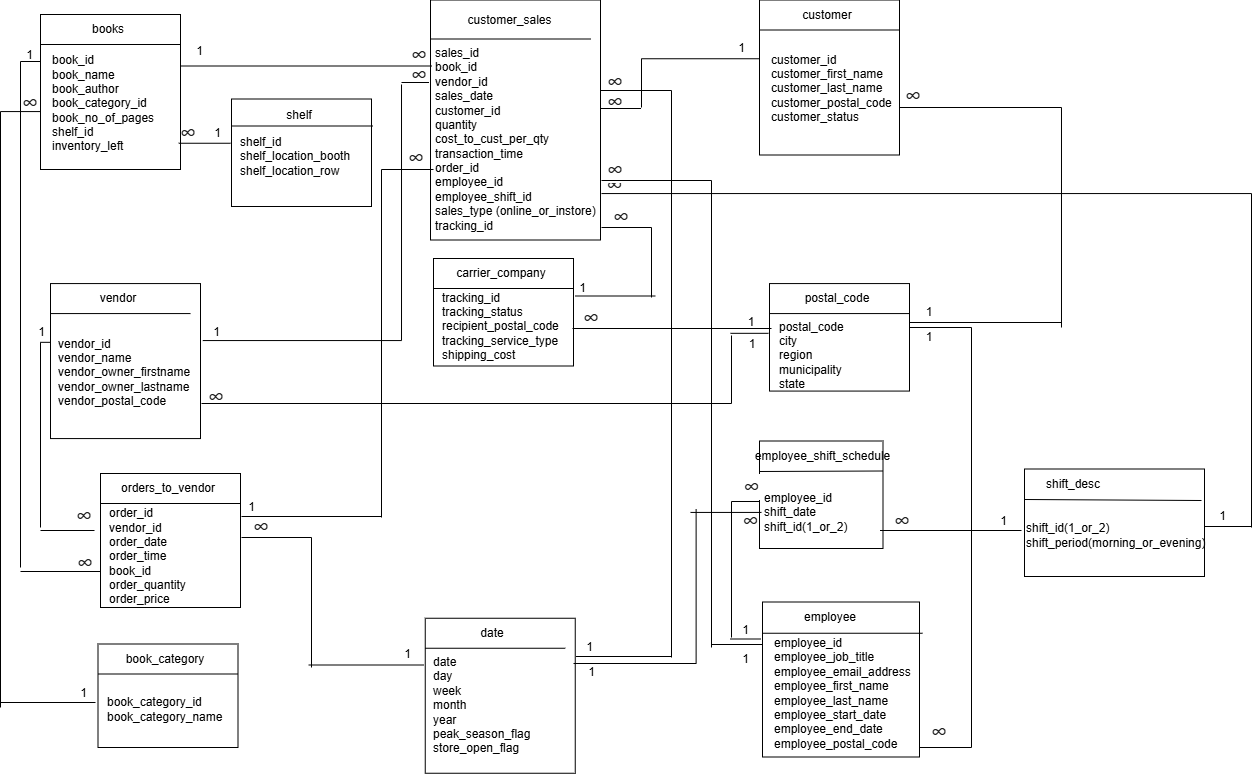 books
book_id
book_name
book_author
book_category_id
book_no_of_pages
shelf_id
inventory_left
1
∞
∞
1
1
∞
∞
shelf
shelf_id
shelf_location_booth
shelf_location_row
customer_sales
sales_id
book_id
vendor_id
sales_date
customer_id
quantity
cost_to_cust_per_qty
transaction_time
order_id
employee_id
employee_shift_id
sales_type (online_or_instore)
tracking_id
∞
∞
∞
∞
∞
∞
1
customer
customer_id
customer_first_name
customer_last_name
customer_postal_code
customer_status
∞
carrier_company
tracking_id
tracking_status
recipient_postal_code
tracking_service_type
shipping_cost
1
∞
vendor
vendor_id
vendor_name
vendor_owner_firstname
vendor_owner_lastname
vendor_postal_code
1
1
∞
postal_code
postal_code
city
region
municipality
state
1
1
1
1
orders_to_vendor
order_id
vendor_id
order_date
order_time
book_id
order_quantity
order_price
∞
∞
1
∞
employee_shift_schedule
employee_id
shift_date
shift_id(1_or_2)
∞
∞
∞
1
shift_desc
shift_id(1_or_2)
shift_period(morning_or_evening)
1
book_category
book_category_id
book_category_name
1
date
date
day
week
month
year
peak_season_flag
store_open_flag
1
1
1
employee
employee_id
employee_job_title
employee_email_address
employee_first_name
employee_last_name
employee_start_date
employee_end_date
employee_postal_code
1
1
∞